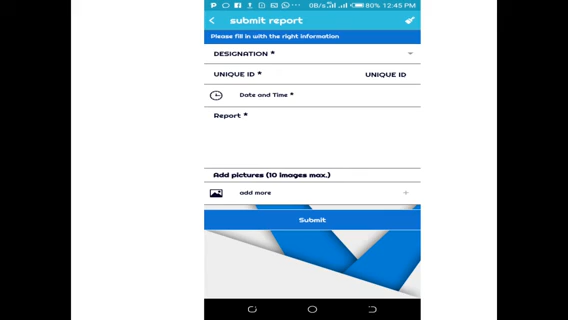 0B/s 80% 12:45 PM
submit report
Please fill in with the right information
DESIGNATION *
UNIQUE ID * UNIQUE ID
Date and Time *
Report *
Add pictures (10 images max.)
add more
Submit